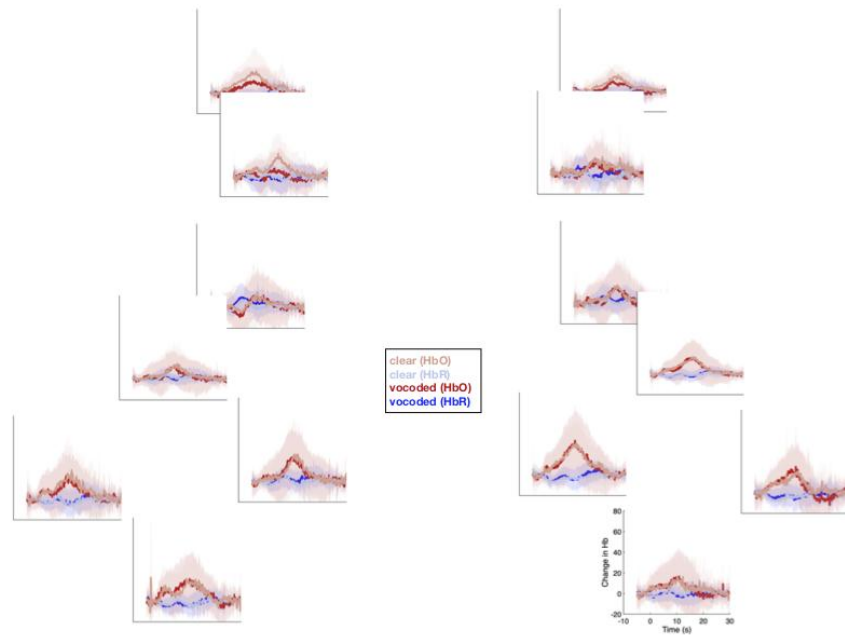 clear (HbO)
clear (HbR)
vocoded (HbO)
vocoded (HbR)
80
60
40
20
0
-20
Change in Hb
-10 0 10 20 30
Time (s)